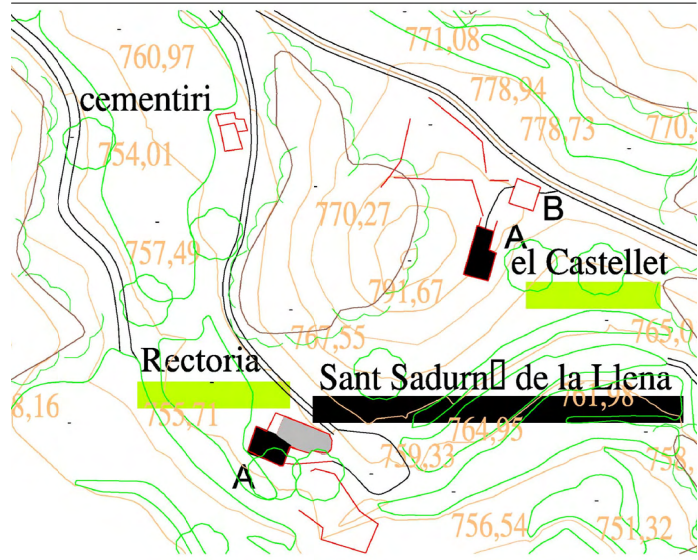 771,08
760,97
778,94
cementiri
778,73
770,
754,01
B
770,27
A
757,49
el Castellet
791,67
767,55
765,0
Rectoria
Sant Sadurn▯ de la Llena
761,98
8,16
755,71
764,95
759,33
758,
A
756,54
751,32